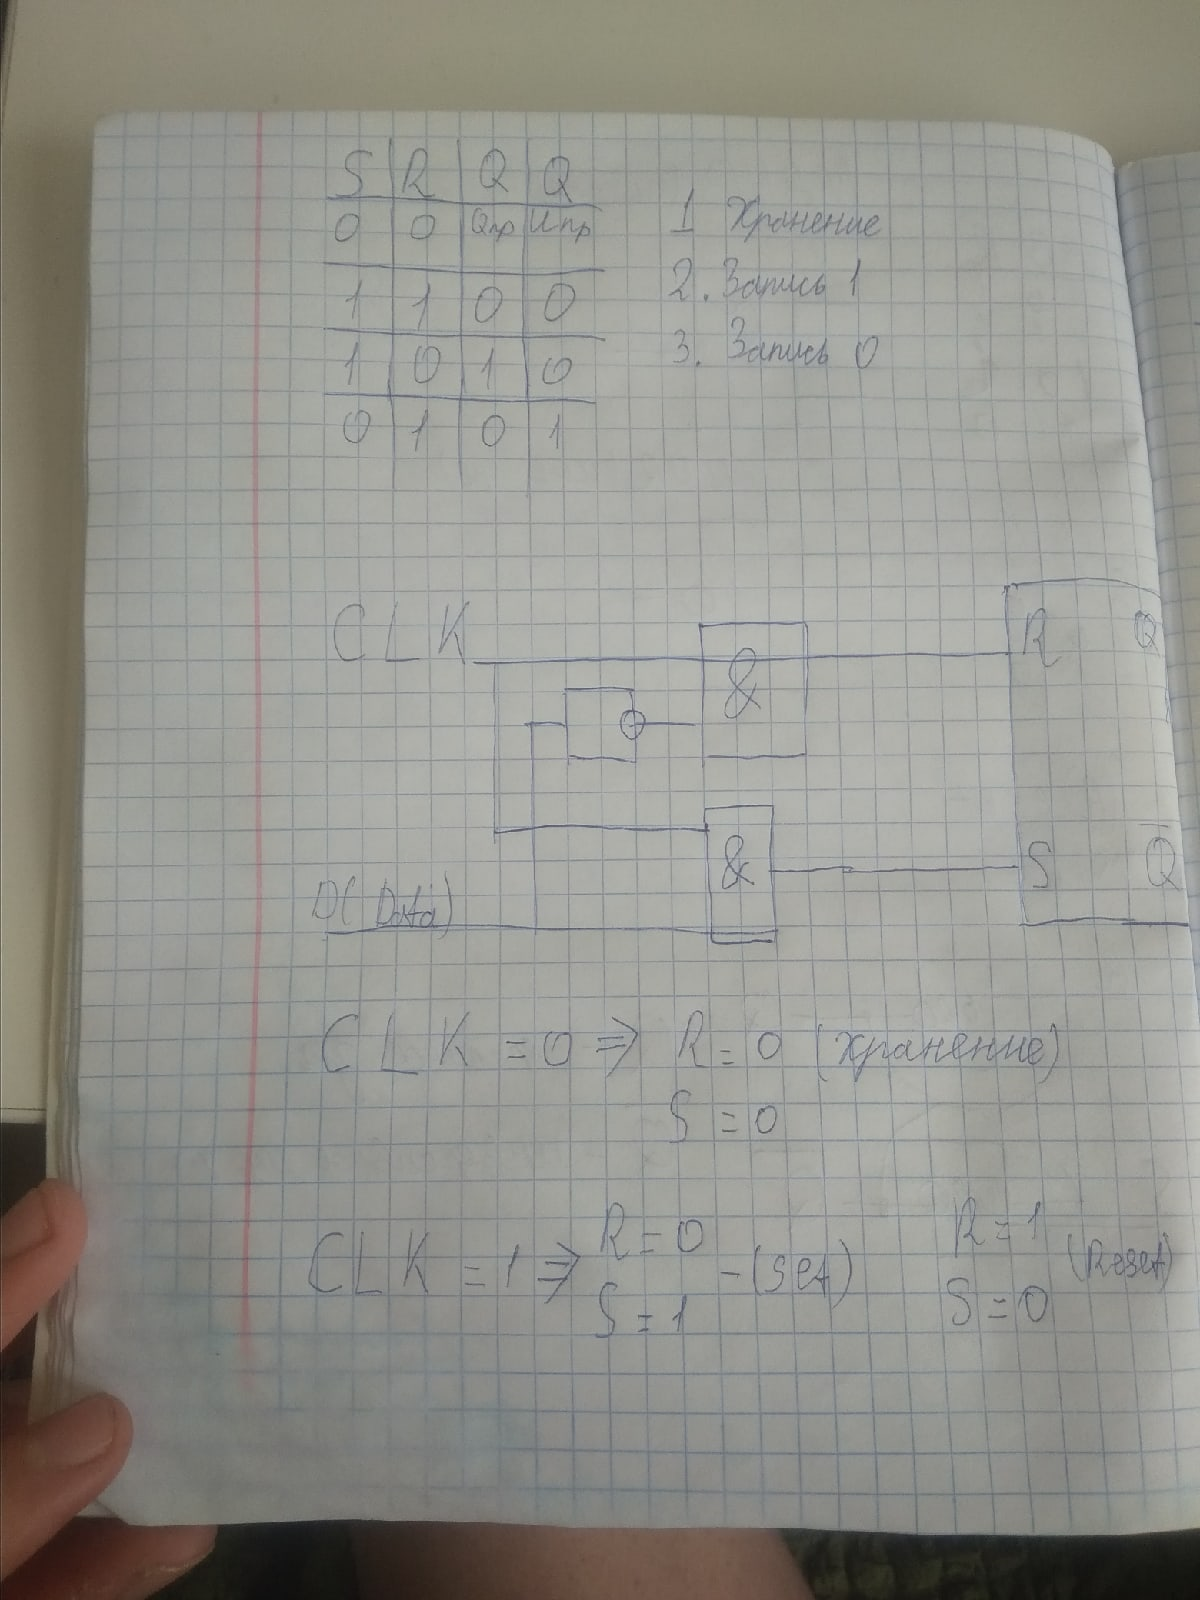 S R Q Q
0 0 Qпр Ипр
1 1 0 0
1 0 1 0
0 1 0 1
1 Хранение
2. Запись 1
3. Запись 0
CLK
&
R Q
&
S Q̅
D(Data)
CLK = 0 ⇒ R = 0 (хранение)
S = 0
CLK = 1 ⇒ R = 0 S = 1 - (Set) R = 1 S = 0 (Reset)